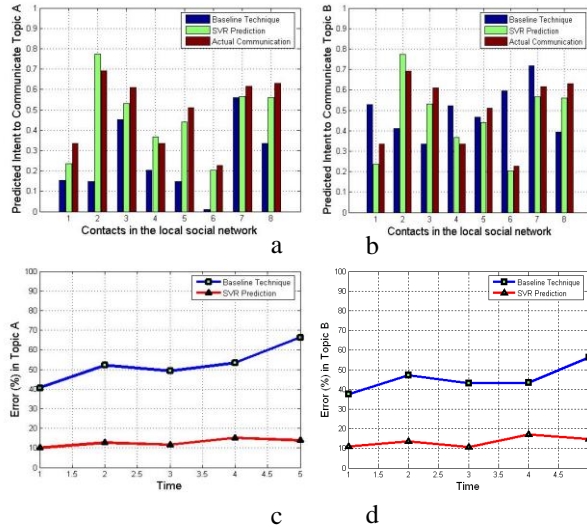 A
B
Predicted Intent to Communicate Topic A
1
0.9
0.8
0.7
0.6
0.5
0.4
0.3
0.2
0.1
0
Baseline Technique
SVR Prediction
Actual Communication
1 2 3 4 5 6 7 8
Contacts in the local social network
a
Predicted Intent to Communicate Topic B
1
0.9
0.8
0.7
0.6
0.5
0.4
0.3
0.2
0.1
0
Baseline Technique
SVR Prediction
Actual Communication
1 2 3 4 5 6 7 8
Contacts in the local social network
b
Error (%) in Topic A
100
90
80
70
60
50
40
30
20
10
0
Baseline Technique
SVR Prediction
1 1.5 2 2.5 3 3.5 4 4.5 5
Time
c
Error (%) in Topic B
100
90
80
70
60
50
40
30
20
10
0
Baseline Technique
SVR Prediction
1 1.5 2 2.5 3 3.5 4 4.5
Time
d